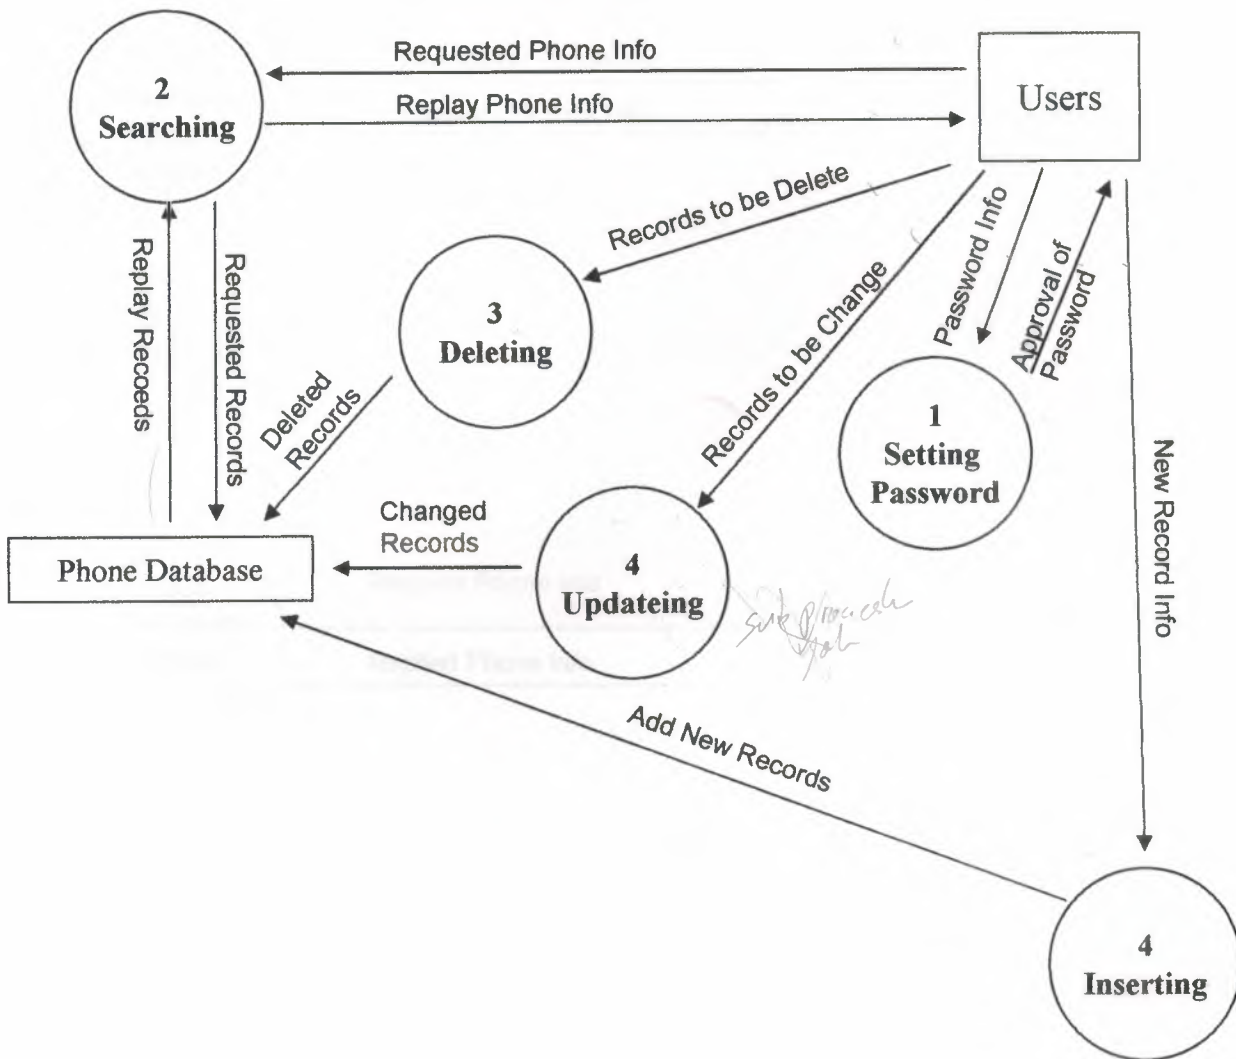 Requested Phone Info
Replay Phone Info
Users
2
Searching
Records to be Delete
Records to be Change
Password Info
Approval of
Password
Replay Recoeds
Requested Records
3
Deleting
Deleted
Records
1
Setting
Password
New Record Info
Changed
Records
Phone Database
4
Updateing
Add New Records
4
Inserting